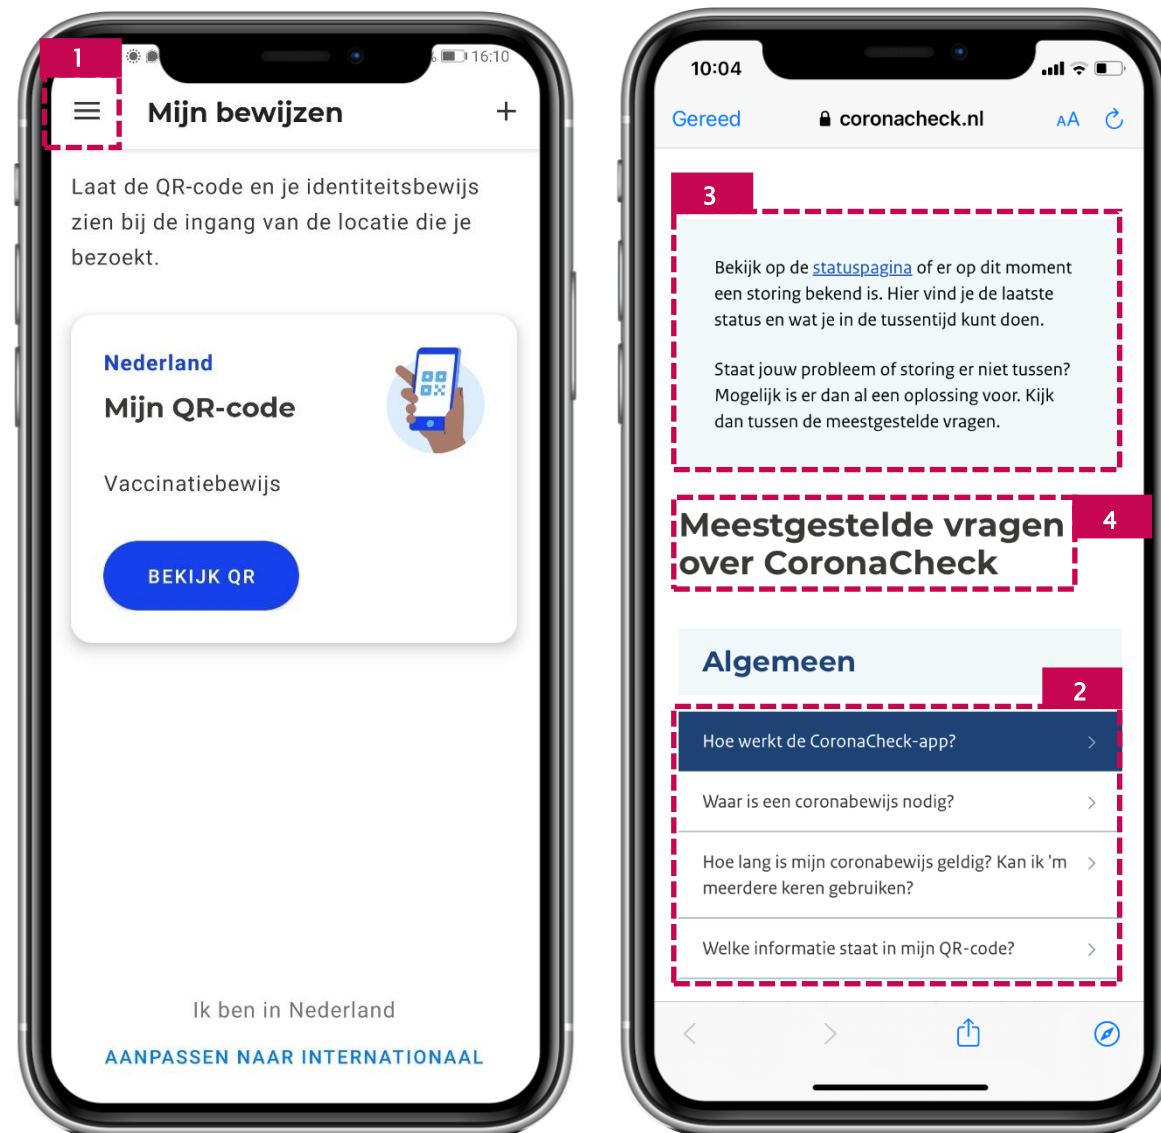 1
16:10
Mijn bewijzen
Laat de QR-code en je identiteitsbewijs
zien bij de ingang van de locatie die je
bezoekt.
Nederland
Mijn QR-code
Vaccinatiebewijs
BEKIJK QR
Ik ben in Nederland
AANPASSEN NAAR INTERNATIONAAL
10:04
Gereed
coronacheck.nl
AA
3
Bekijk op de statuspagina of er op dit moment
een storing bekend is. Hier vind je de laatste
status en wat je in de tussentijd kunt doen.
Staat jouw probleem of storing er niet tussen?
Mogelijk is er dan al een oplossing voor. Kijk
dan tussen de meestgestelde vragen.
Meestgestelde vragen
over CoronaCheck
4
Algemeen
2
Hoe werkt de CoronaCheck-app?
Waar is een coronabewijs nodig?
Hoe lang is mijn coronabewijs geldig? Kan ik 'm
meerdere keren gebruiken?
Welke informatie staat in mijn QR-code?